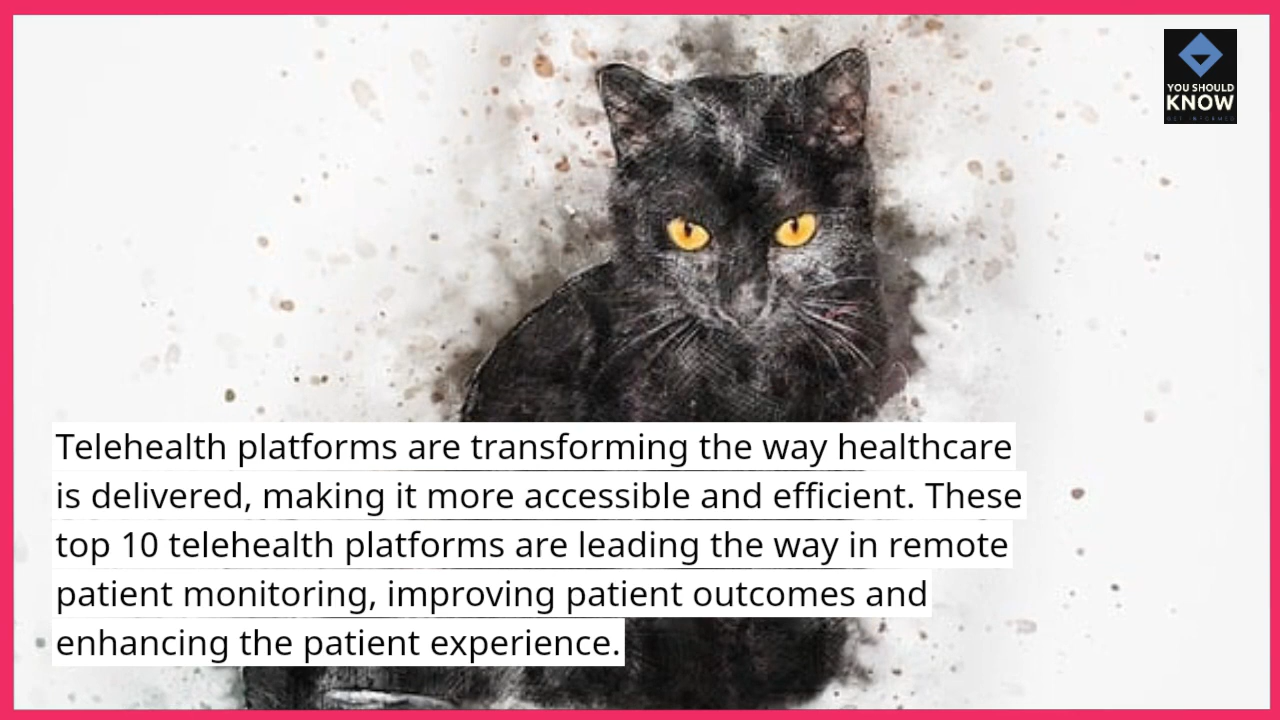 YOU SHOULD
KNOW
GET INFORMED
Telehealth platforms are transforming the way healthcare
is delivered, making it more accessible and efficient. These
top 10 telehealth platforms are leading the way in remote
patient monitoring, improving patient outcomes and
enhancing the patient experience.